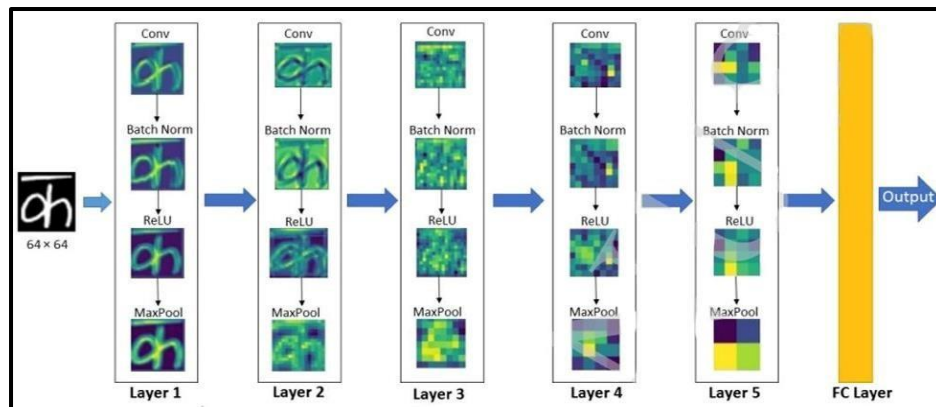 Conv
Batch Norm
ReLU
MaxPool
Layer 1
Conv
Batch Norm
ReLU
MaxPool
Layer 2
Conv
Batch Norm
ReLU
MaxPool
Layer 3
Conv
Batch Norm
ReLU
MaxPool
Layer 4
Conv
Batch Norm
ReLU
MaxPool
Layer 5
FC Layer
Output
64 × 64